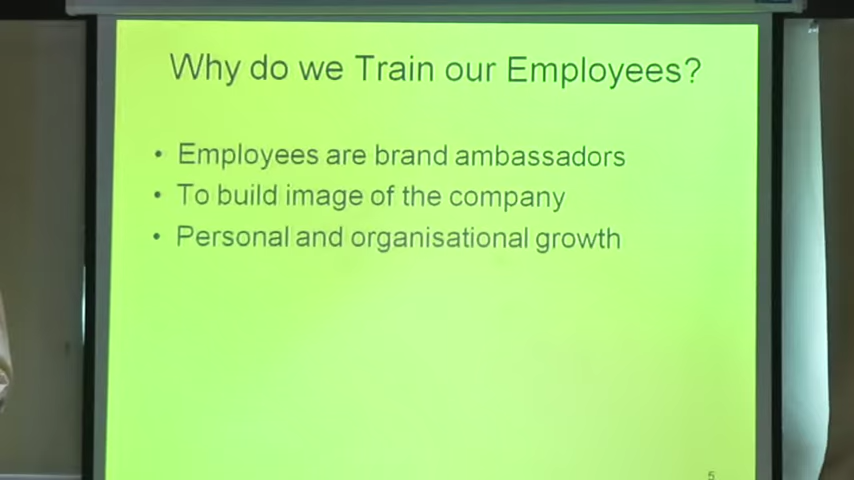 Why do we Train our Employees?
• Employees are brand ambassadors
• To build image of the company
• Personal and organisational growth
5